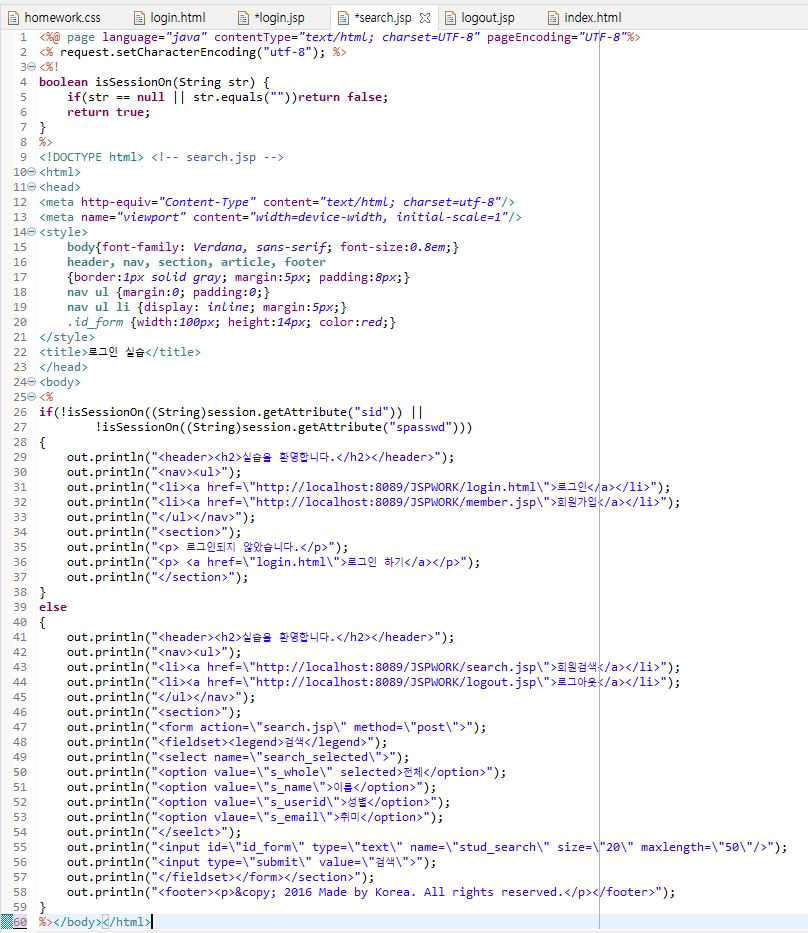 homework.css login.html *login.jsp *search.jsp logout.jsp index.html
1 <%@ page language="java" contentType="text/html; charset=UTF-8" pageEncoding="UTF-8"%>
2 <% request.setCharacterEncoding("utf-8"); %>
3 <%!
4 boolean isSessionOn(String str) {
5     if(str == null || str.equals(""))return false;
6     return true;
7 }
8 %>
9 <!DOCTYPE html> <!-- search.jsp -->
10 <html>
11 <head>
12 <meta http-equiv="Content-Type" content="text/html; charset=utf-8"/>
13 <meta name="viewport" content="width=device-width, initial-scale=1"/>
14 <style>
15     body{font-family: Verdana, sans-serif; font-size:0.8em;}
16     header, nav, section, article, footer
17     {border:1px solid gray; margin:5px; padding:8px;}
18     nav ul {margin:0; padding:0;}
19     nav ul li {display: inline; margin:5px;}
20     .id_form {width:100px; height:14px; color:red;}
21 </style>
22 <title>로그인 실습</title>
23 </head>
24 <body>
25 <%
26 if(!isSessionOn((String)session.getAttribute("sid")) ||
27         !isSessionOn((String)session.getAttribute("spasswd")))
28 {
29     out.println("<header><h2>실습을 환영합니다.</h2></header>");
30     out.println("<nav><ul>");
31     out.println("<li><a href=\"http://localhost:8089/JSPWORK/login.html\">로그인</a></li>");
32     out.println("<li><a href=\"http://localhost:8089/JSPWORK/member.jsp\">회원가입</a></li>");
33     out.println("</ul></nav>");
34     out.println("<section>");
35     out.println("<p> 로그인되지 않았습니다.</p>");
36     out.println("<p> <a href=\"login.html\">로그인 하기</a></p>");
37     out.println("</section>");
38 }
39 else
40 {
41     out.println("<header><h2>실습을 환영합니다.</h2></header>");
42     out.println("<nav><ul>");
43     out.println("<li><a href=\"http://localhost:8089/JSPWORK/search.jsp\">회원검색</a></li>");
44     out.println("<li><a href=\"http://localhost:8089/JSPWORK/logout.jsp\">로그아웃</a></li>");
45     out.println("</ul></nav>");
46     out.println("<section>");
47     out.println("<form action=\"search.jsp\" method=\"post\">");
48     out.println("<fieldset><legend>검색</legend>");
49     out.println("<select name=\"search_selected\">");
50     out.println("<option value=\"s_whole\" selected>전체</option>");
51     out.println("<option value=\"s_name\">이름</option>");
52     out.println("<option value=\"s_userid\">성별</option>");
53     out.println("<option vlaue=\"s_email\">취미</option>");
54     out.println("</seelct>");
55     out.println("<input id=\"id_form\" type=\"text\" name=\"stud_search\" size=\"20\" maxlength=\"50\"/>");
56     out.println("<input type=\"submit\" value=\"검색\">");
57     out.println("</fieldset></form></section>");
58     out.println("<footer><p>&copy; 2016 Made by Korea. All rights reserved.</p></footer>");
59 }
60 %></body></html>